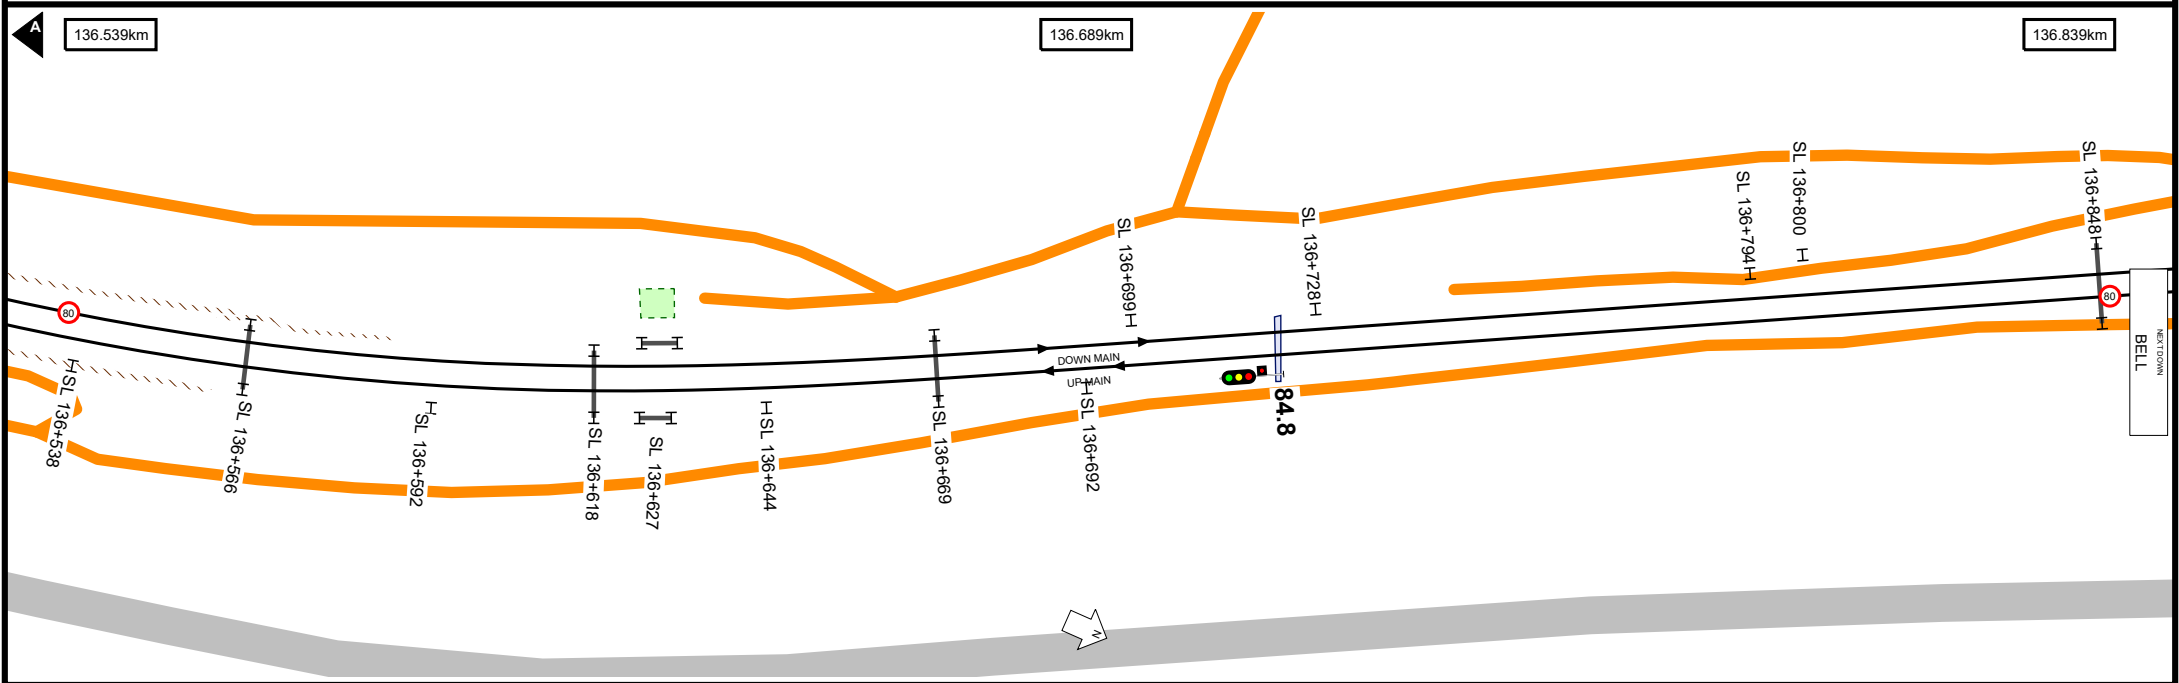 A
136.539km
136.689km
136.839km
SL 136+699
SL 136+728
SL 136+794
SL 136+800
SL 136+848
80
80
DOWN MAIN
UP MAIN
NEXT DOWN
BELL
84.8
SL 136+538
SL 136+566
SL 136+592
SL 136+618
SL 136+627
SL 136+644
SL 136+669
SL 136+692
N